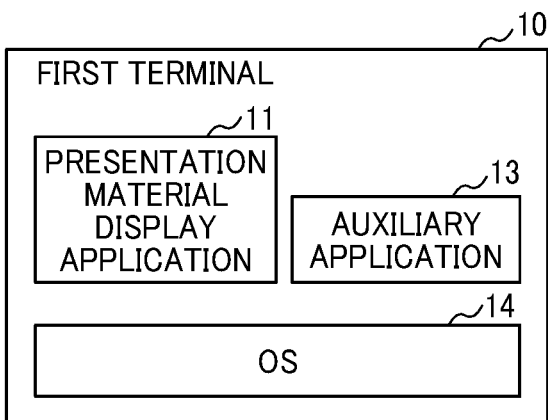 10
FIRST TERMINAL
11
PRESENTATION
MATERIAL
DISPLAY
APPLICATION
13
AUXILIARY
APPLICATION
14
OS